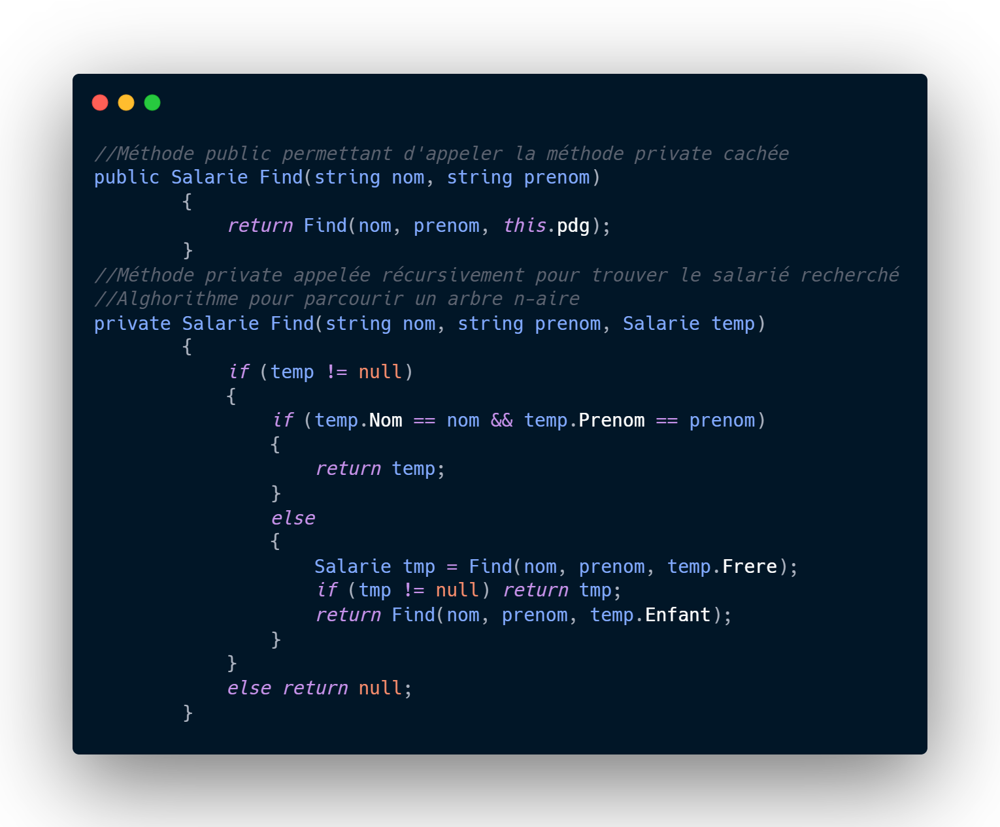 //Méthode public permettant d'appeler la méthode private cachée
public Salarie Find(string nom, string prenom)
        {
            return Find(nom, prenom, this.pdg);
        }
//Méthode private appelée récursivement pour trouver le salarié recherché
//Alghorithme pour parcourir un arbre n-aire
private Salarie Find(string nom, string prenom, Salarie temp)
        {
            if (temp != null)
            {
                if (temp.Nom == nom && temp.Prenom == prenom)
                {
                    return temp;
                }
                else
                {
                    Salarie tmp = Find(nom, prenom, temp.Frere);
                    if (tmp != null) return tmp;
                    return Find(nom, prenom, temp.Enfant);
                }
            }
            else return null;
        }